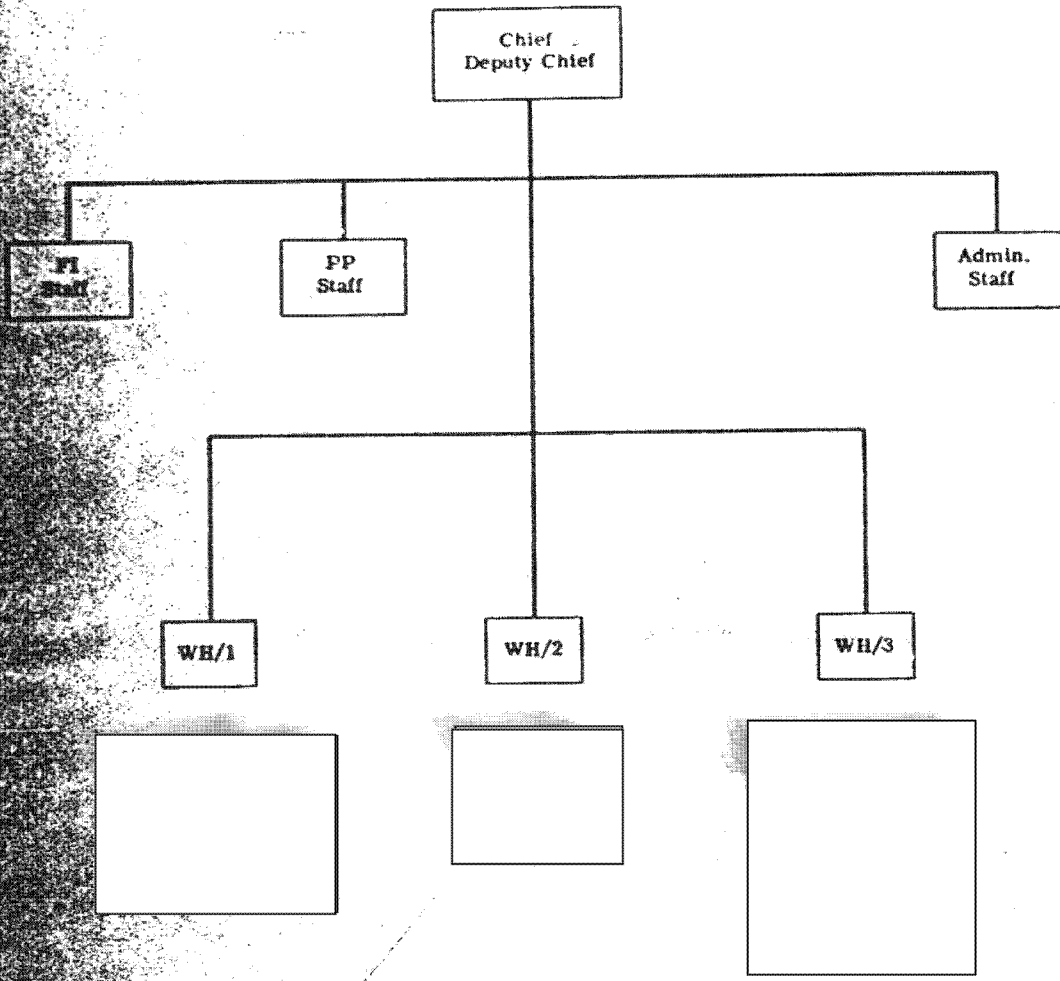 Chief
Deputy Chief
FI
Staff
PP
Staff
Admin.
Staff
WH/1
WH/2
WH/3